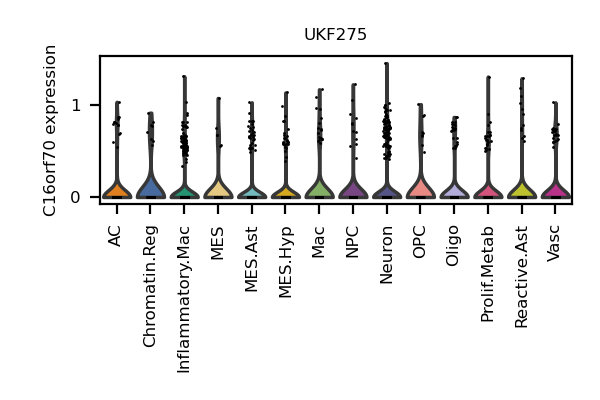 UKF275
C16orf70 expression
1
0
AC
Chromatin.Reg
Inflammatory.Mac
MES
MES.Ast
MES.Hyp
Mac
NPC
Neuron
OPC
Oligo
Prolif.Metab
Reactive.Ast
Vasc